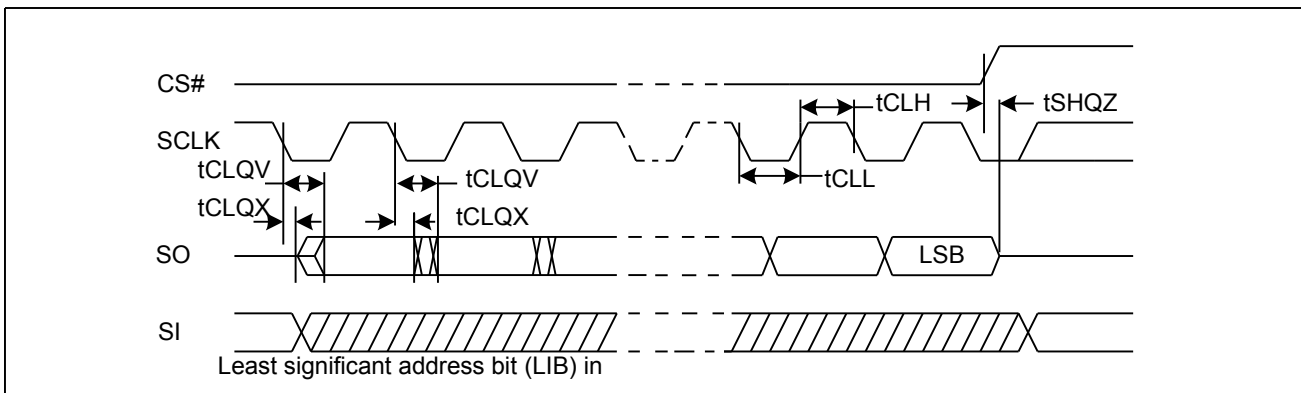 CS#
tCLH
tSHQZ
SCLK
tCLQV
tCLQV
tCLL
tCLQX
tCLQX
SO
LSB
SI
Least significant address bit (LIB) in